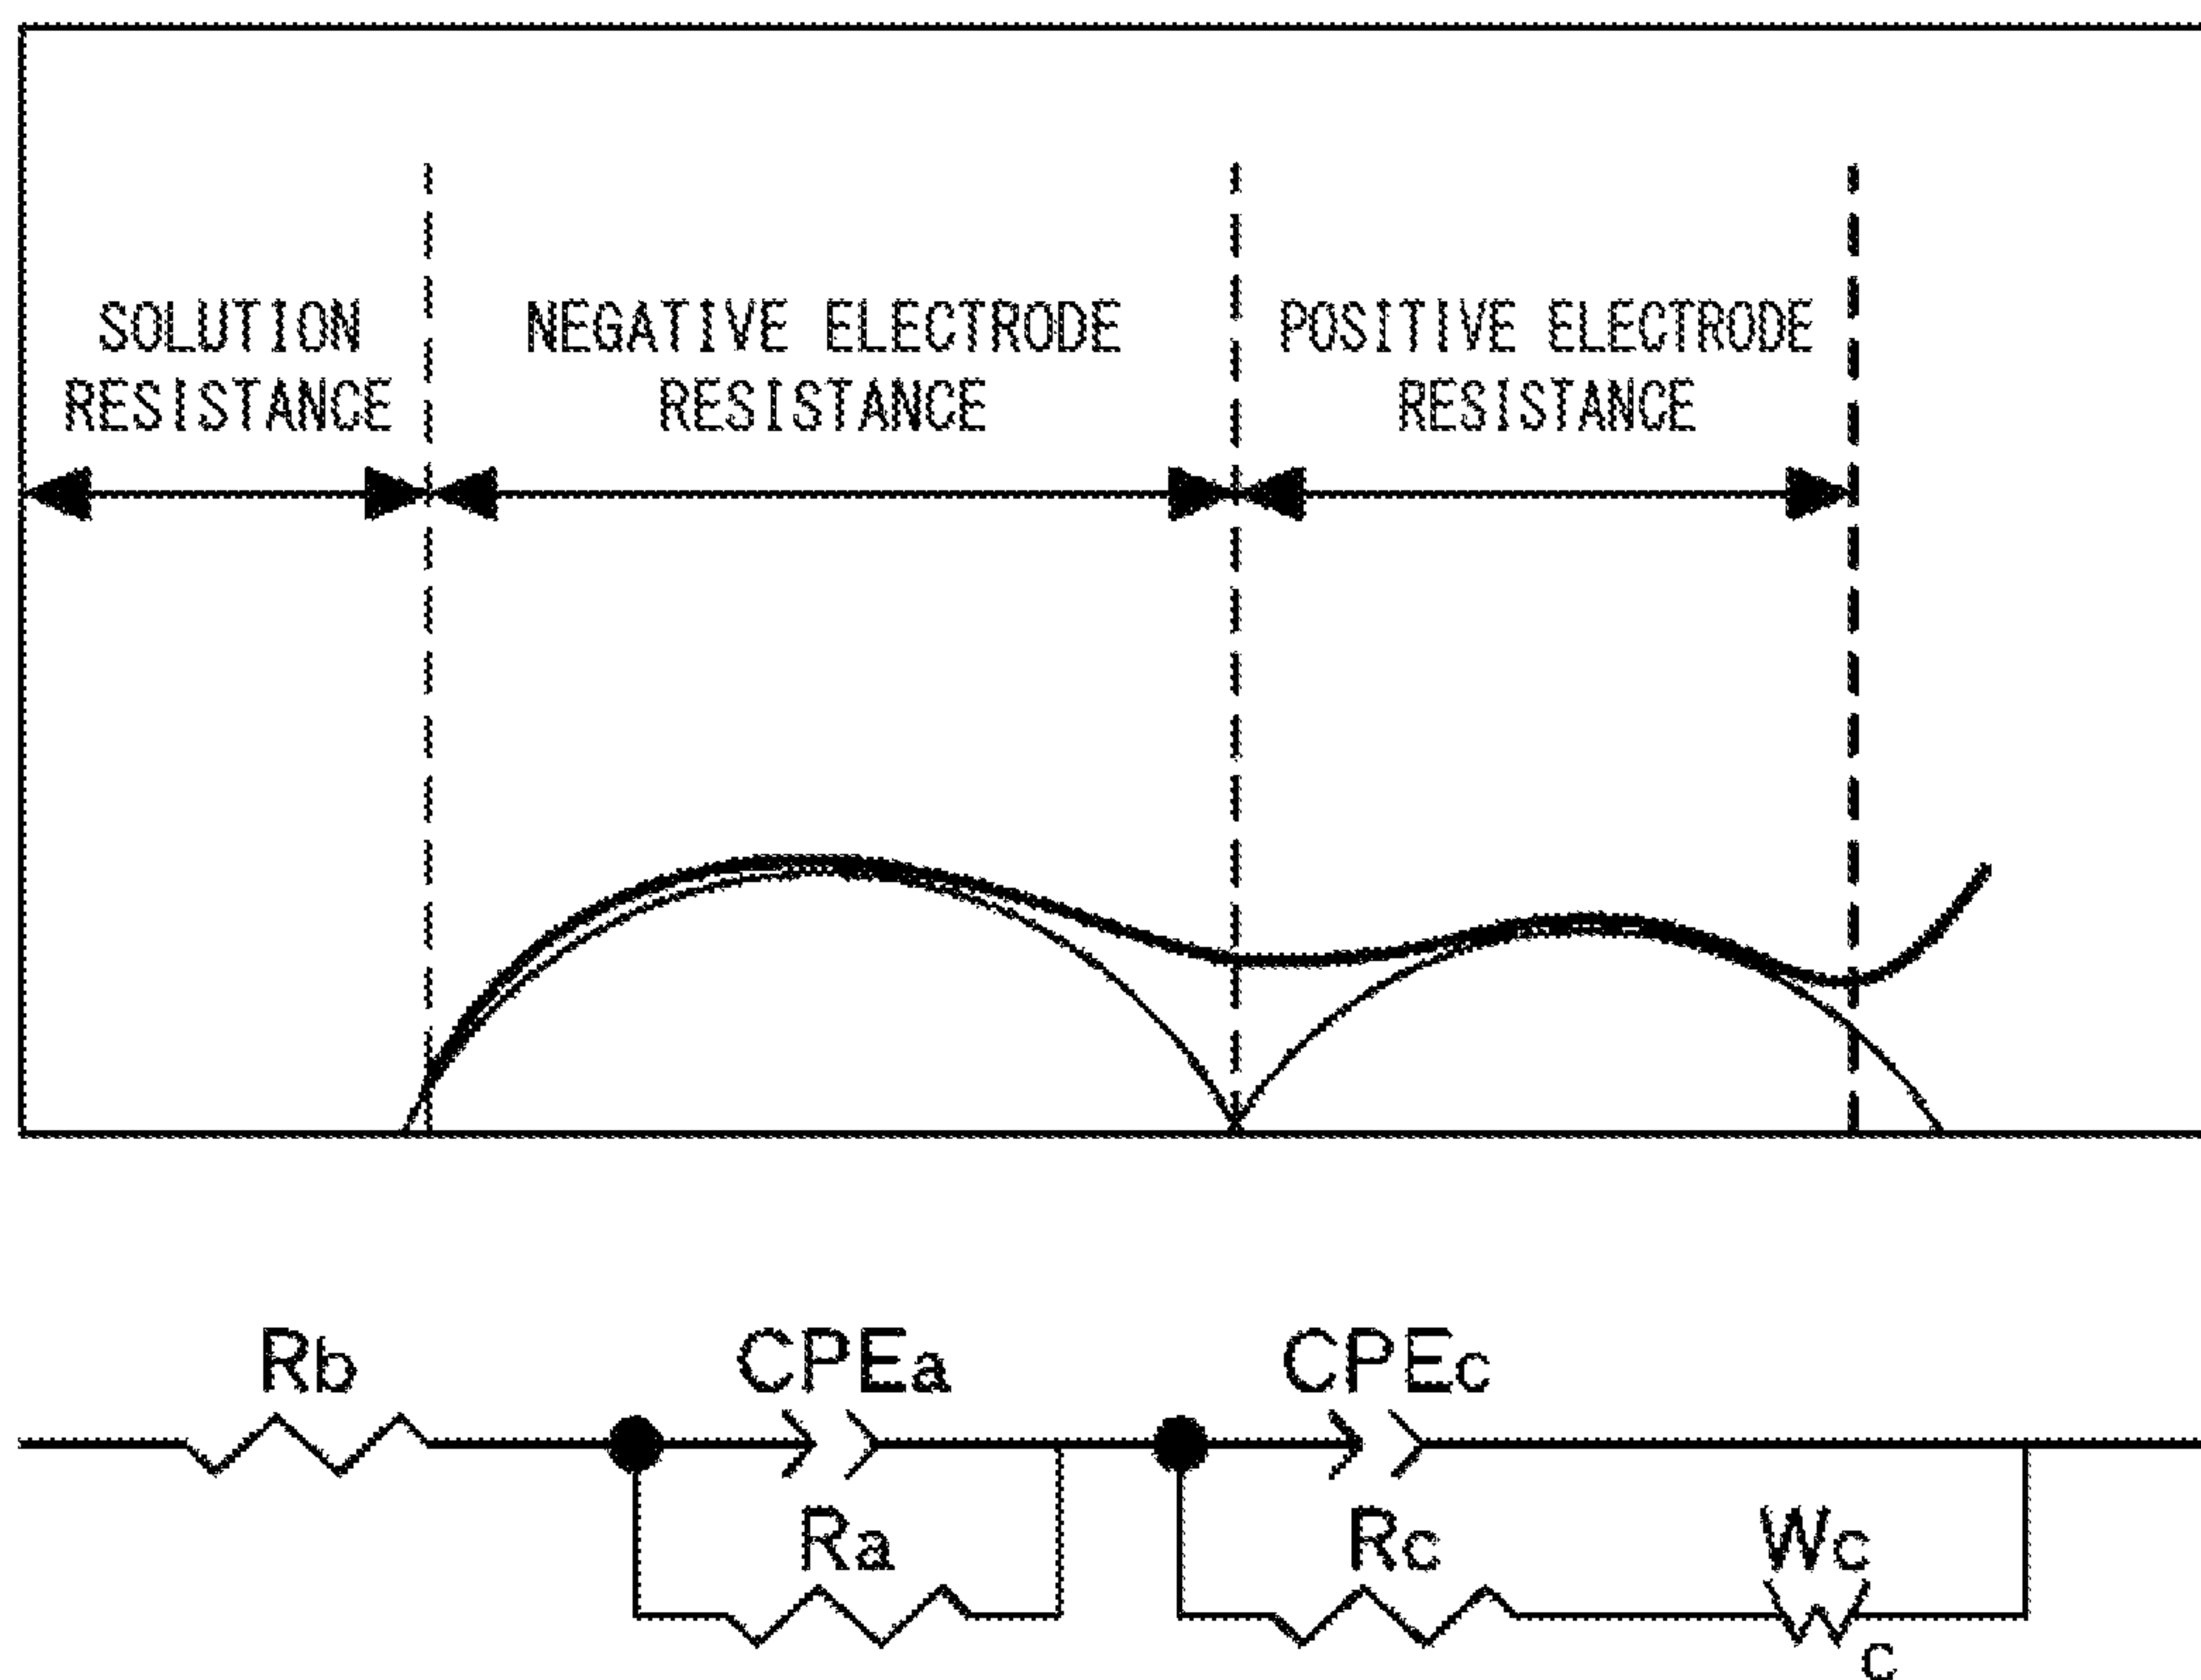 SOLUTION
RESISTANCE
NEGATIVE ELECTRODE
RESISTANCE
POSITIVE ELECTRODE
RESISTANCE
Rb
CPEa
CPEc
Ra
Rc
Wc
c